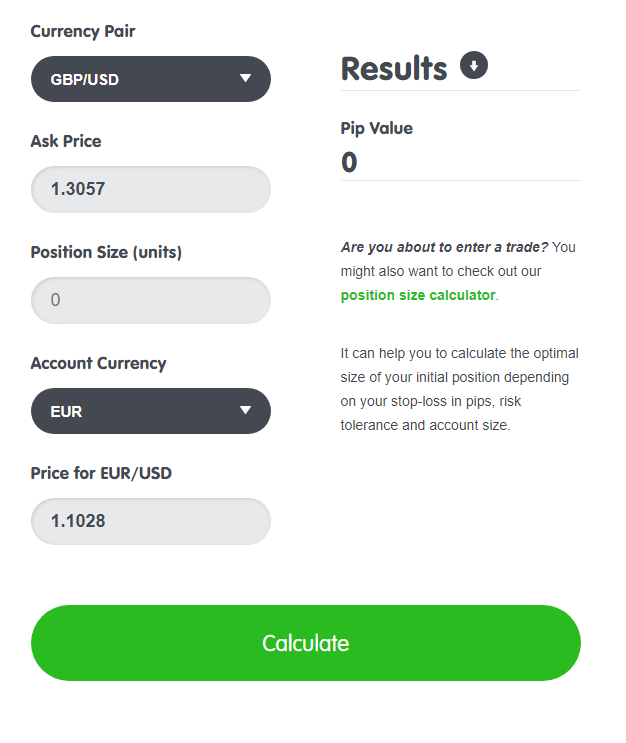 Currency Pair
GBP/USD
Ask Price
1.3057
Position Size (units)
0
Account Currency
EUR
Price for EUR/USD
1.1028
Results
Pip Value
0
Are you about to enter a trade? You
might also want to check out our
position size calculator.
It can help you to calculate the optimal
size of your initial position depending
on your stop-loss in pips, risk
tolerance and account size.
Calculate